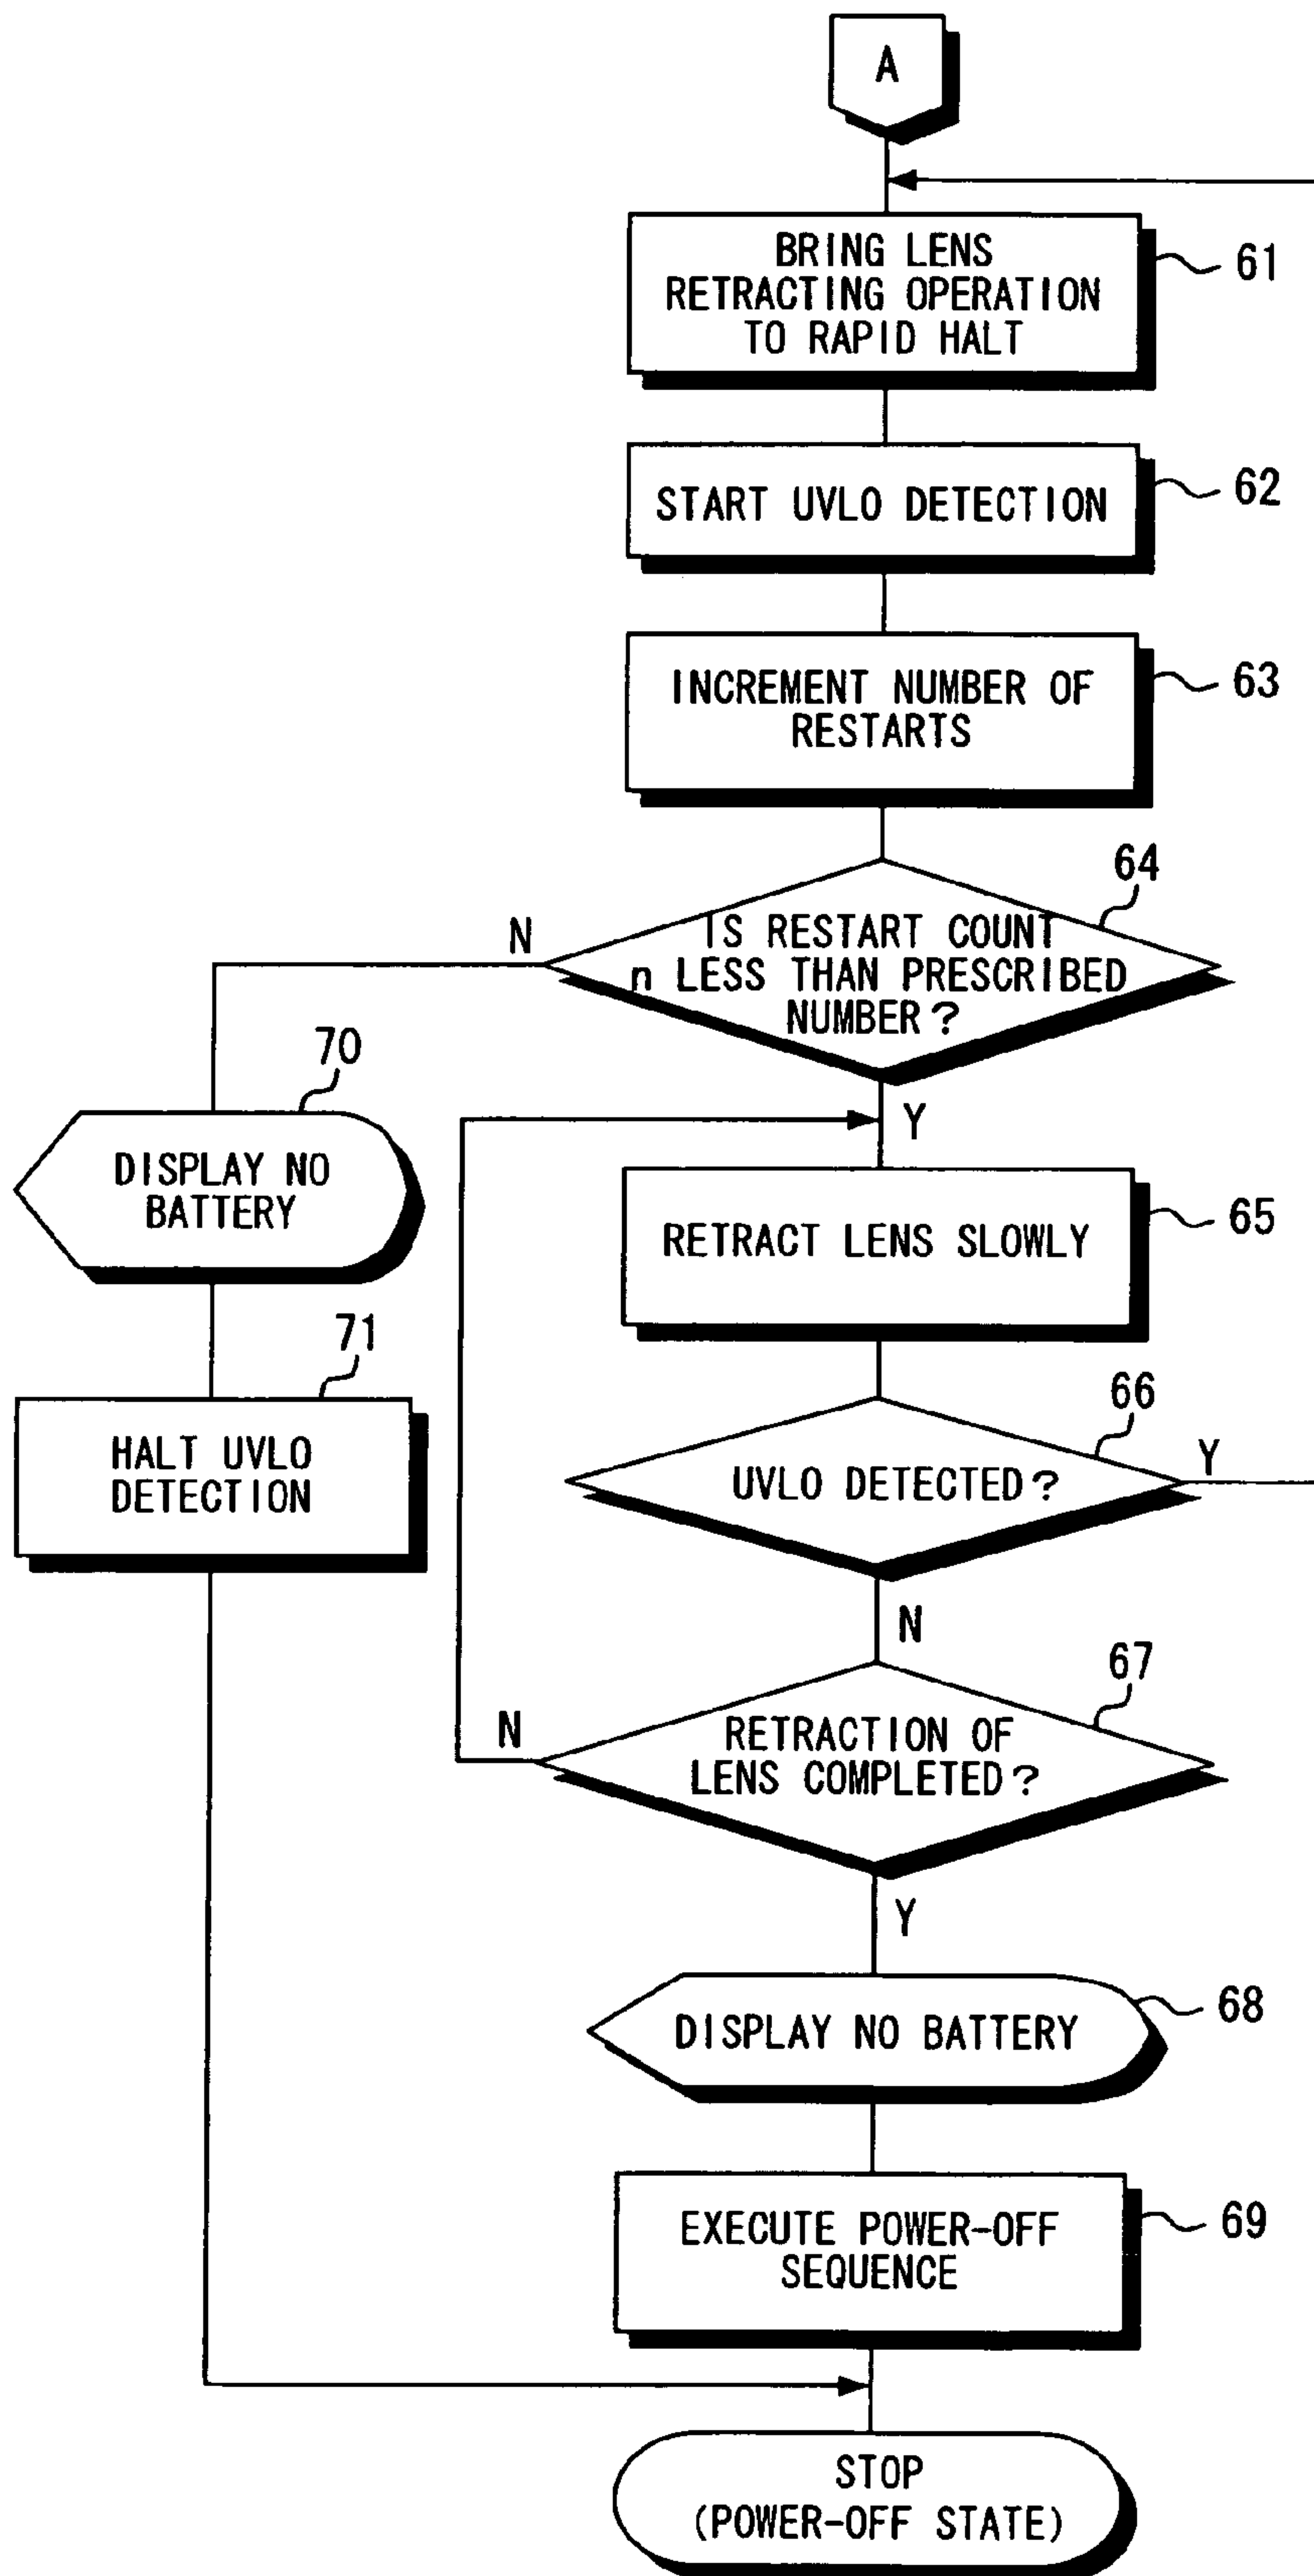 A
BRING LENS
RETRACTING OPERATION
TO RAPID HALT
61
START UVLO DETECTION
62
INCREMENT NUMBER OF
RESTARTS
63
64
IS RESTART COUNT
n LESS THAN PRESCRIBED
NUMBER?
N
Y
70
DISPLAY NO
BATTERY
RETRACT LENS SLOWLY
65
71
HALT UVLO
DETECTION
66
UVLO DETECTED?
Y
N
67
RETRACTION OF
LENS COMPLETED?
N
Y
DISPLAY NO BATTERY
68
EXECUTE POWER-OFF
SEQUENCE
69
STOP
(POWER-OFF STATE)